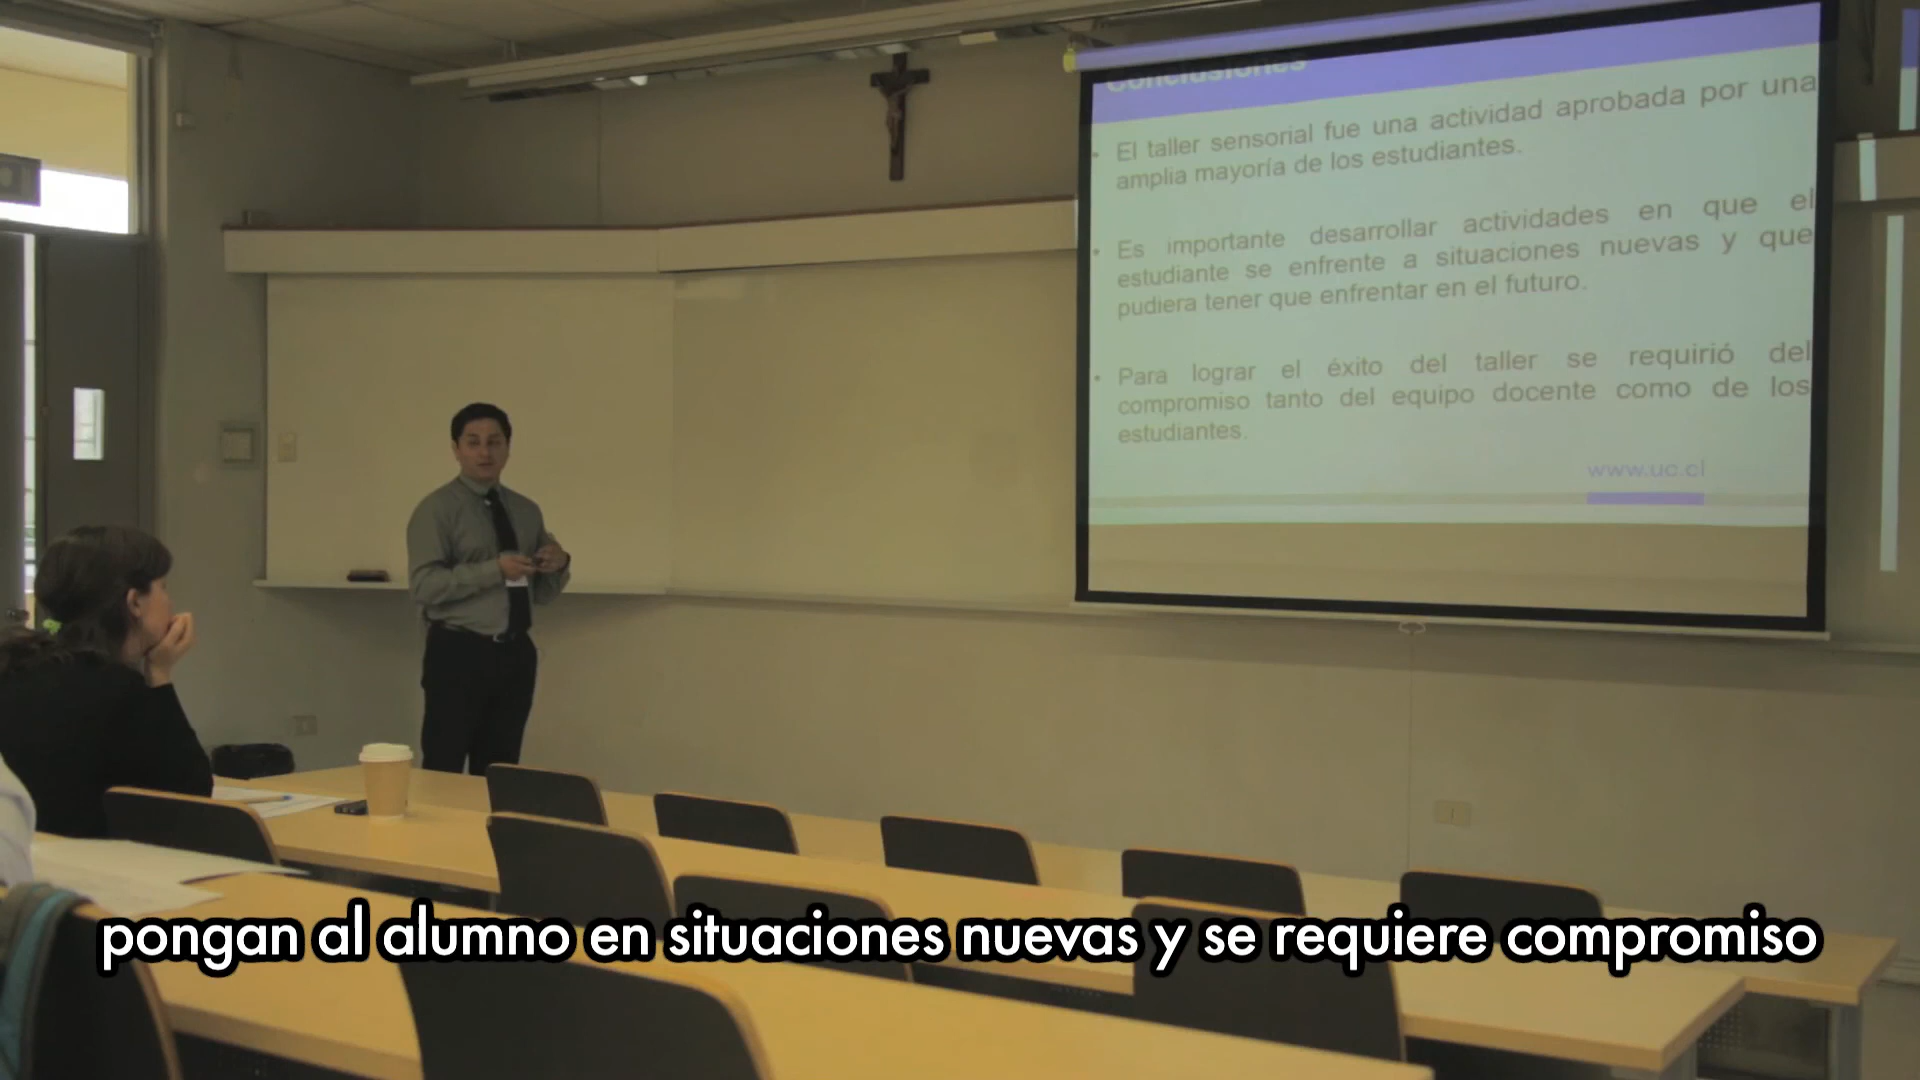 Conclusiones
• El taller sensorial fue una actividad aprobada por una
amplia mayoría de los estudiantes.
• Es importante desarrollar actividades en que el
estudiante se enfrente a situaciones nuevas y que
pudiera tener que enfrentar en el futuro.
• Para lograr el éxito del taller se requirió del
compromiso tanto del equipo docente como de los
estudiantes.
www.uc.cl
pongan al alumno en situaciones nuevas y se requiere compromiso